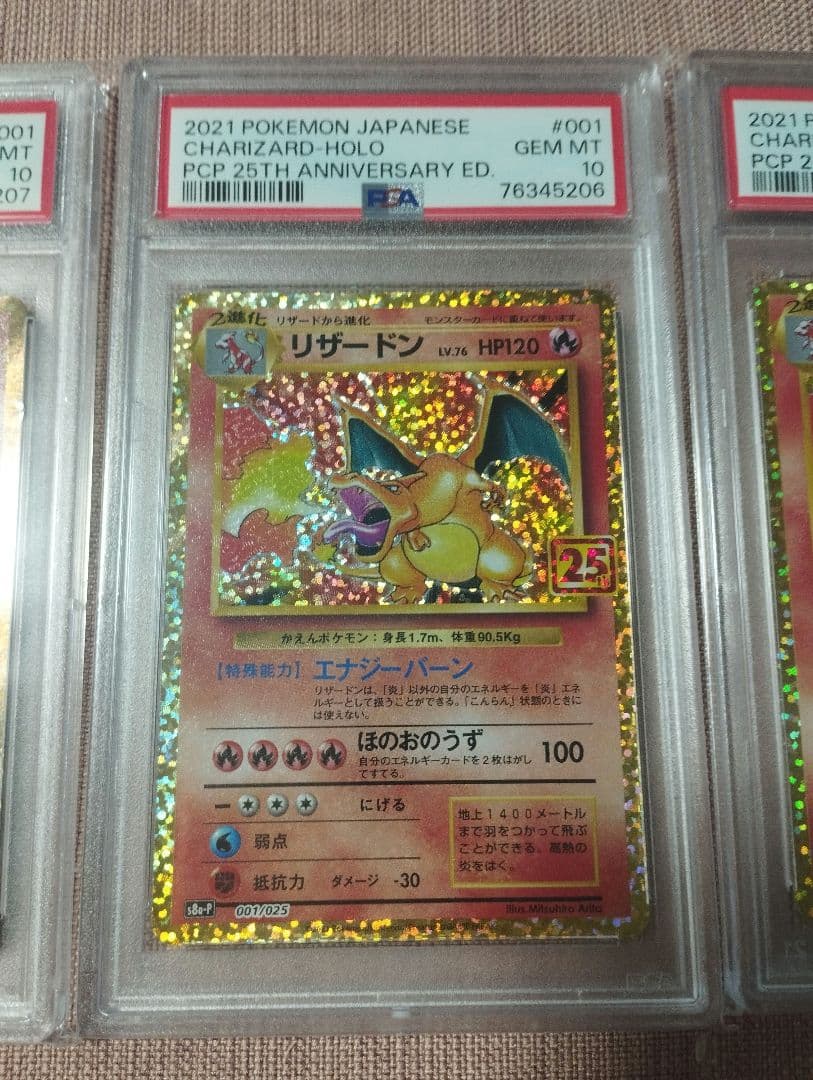 001
MT
10
207
2021 POKEMON JAPANESE #001
CHARIZARD-HOLO GEM MT
PCP 25TH ANNIVERSARY ED. 10
PSA 76345206
2021 P
CHAR
PCP 2
2進化 リザードから進化 モンスターカードに重ねて使います。
リザードン LV.76 HP120
25
かえんポケモン:身長1.7m、体重90.5Kg
【特殊能力】エナジーバーン
リザードンは、「炎」以外の自分のエネルギーを「炎」エネ
ルギーとして扱うことができる。「こんらん」状態のときに
は使えない。
ほのおのうず 100
自分のエネルギーカードを2枚はがし
てすてる。
にげる
弱点
抵抗力 ダメージ -30
地上1400メートル
まで羽をつかって飛ぶ
ことができる。高熱の
炎をはく。
s8a-P 001/025 Illus.Mitsuhiro Arita
2進